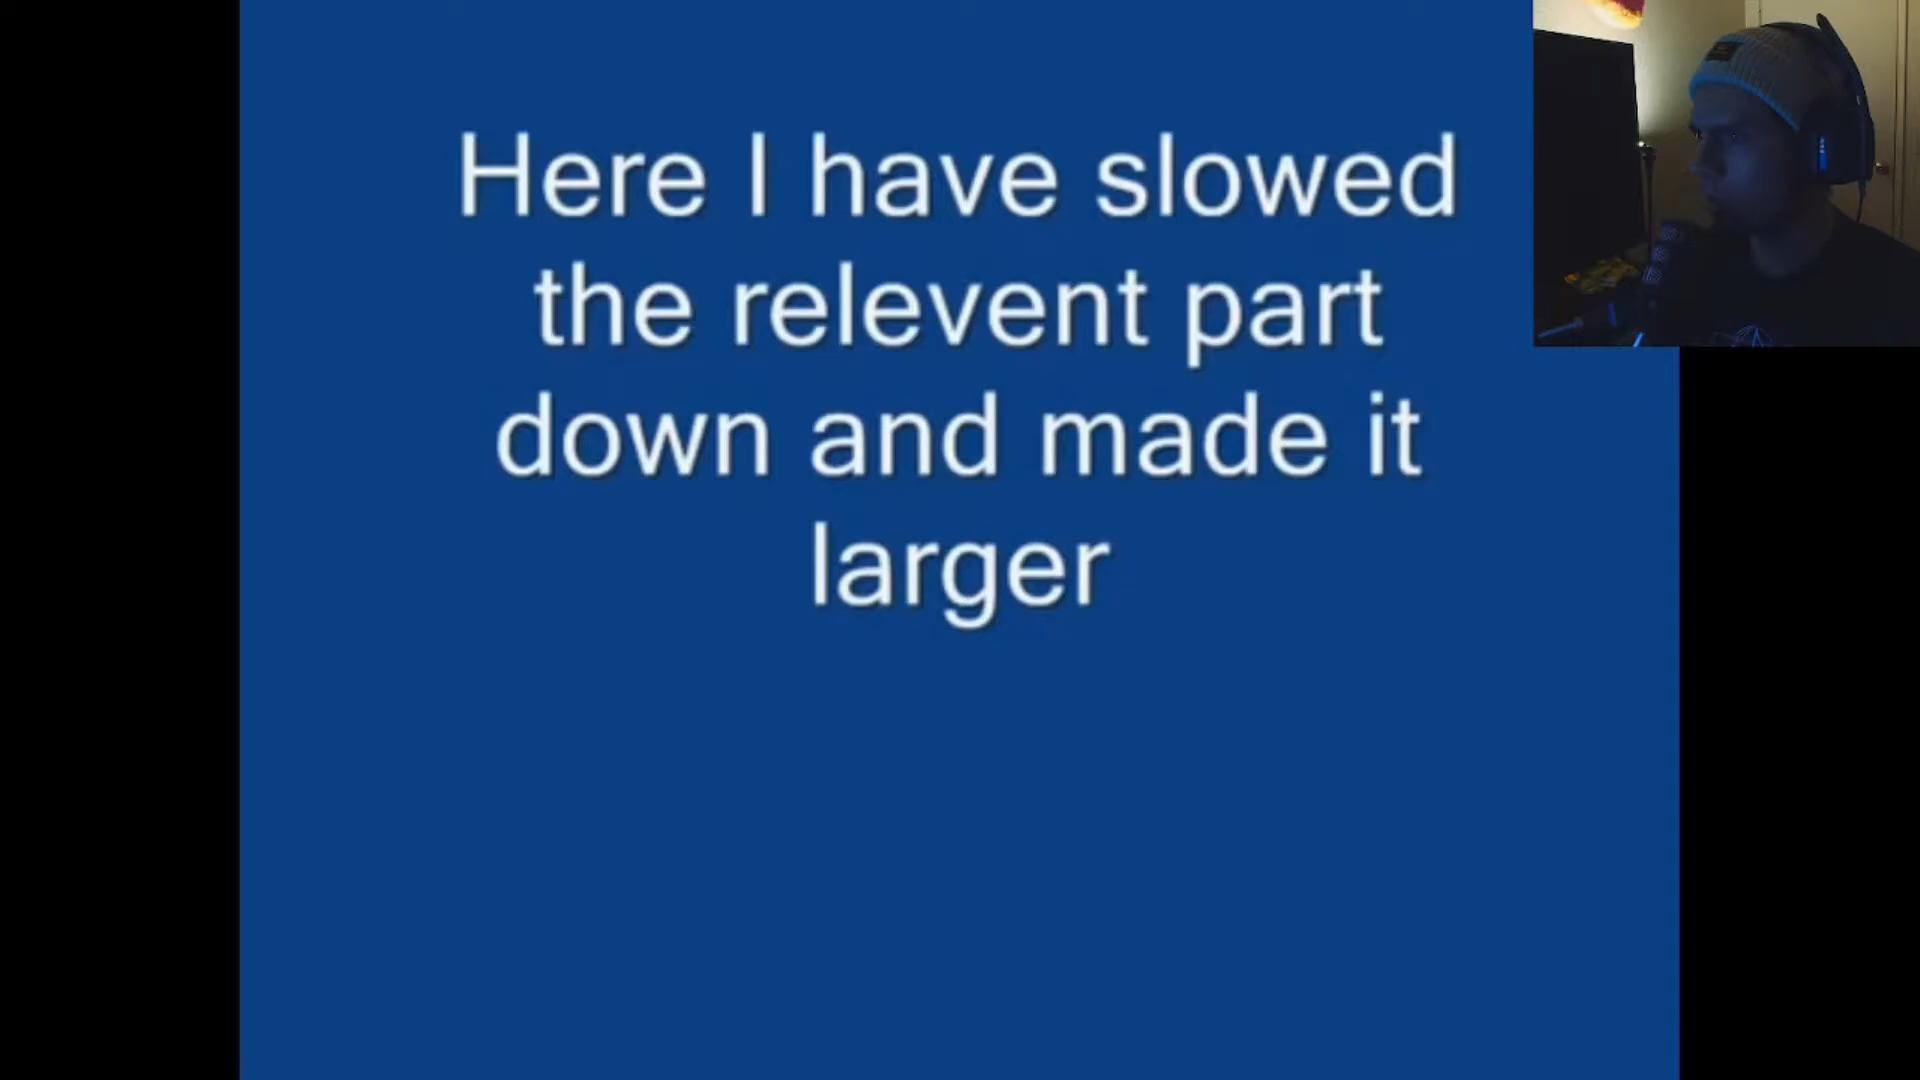 Here I have slowed
the relevent part
down and made it
larger